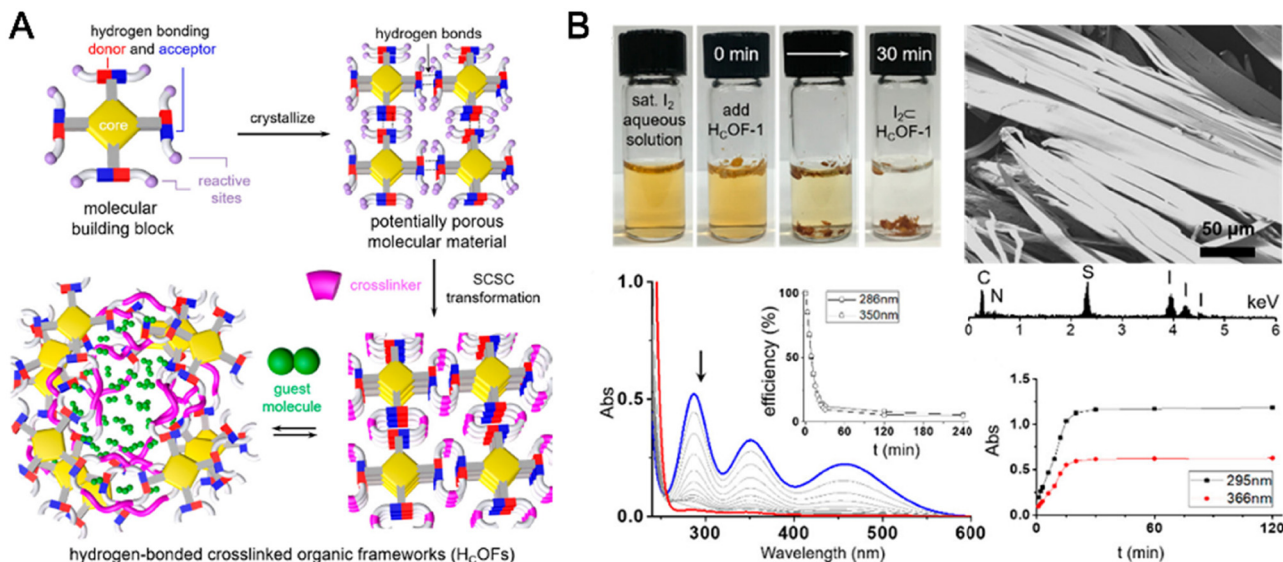 A
hydrogen bonding
donor and acceptor
core
reactive
sites
molecular
building block
crystallize
hydrogen bonds
potentially porous
molecular material
crosslinker
SCSC
transformation
guest
molecule
hydrogen-bonded crosslinked organic frameworks (HCOFs)
B
sat. I2
aqueous
solution
0 min
add
HCOF-1
30 min
I2⊂
HCOF-1
50 μm
C
N
S
I
I
I
keV
0
1
2
3
4
5
6
1.0
0.5
0.0
Abs
300
400
500
600
Wavelength (nm)
100
50
0
efficiency (%)
286nm
350nm
0
60
120
180
240
t (min)
1.5
1.0
0.5
0.0
Abs
295nm
366nm
0
60
120
t (min)